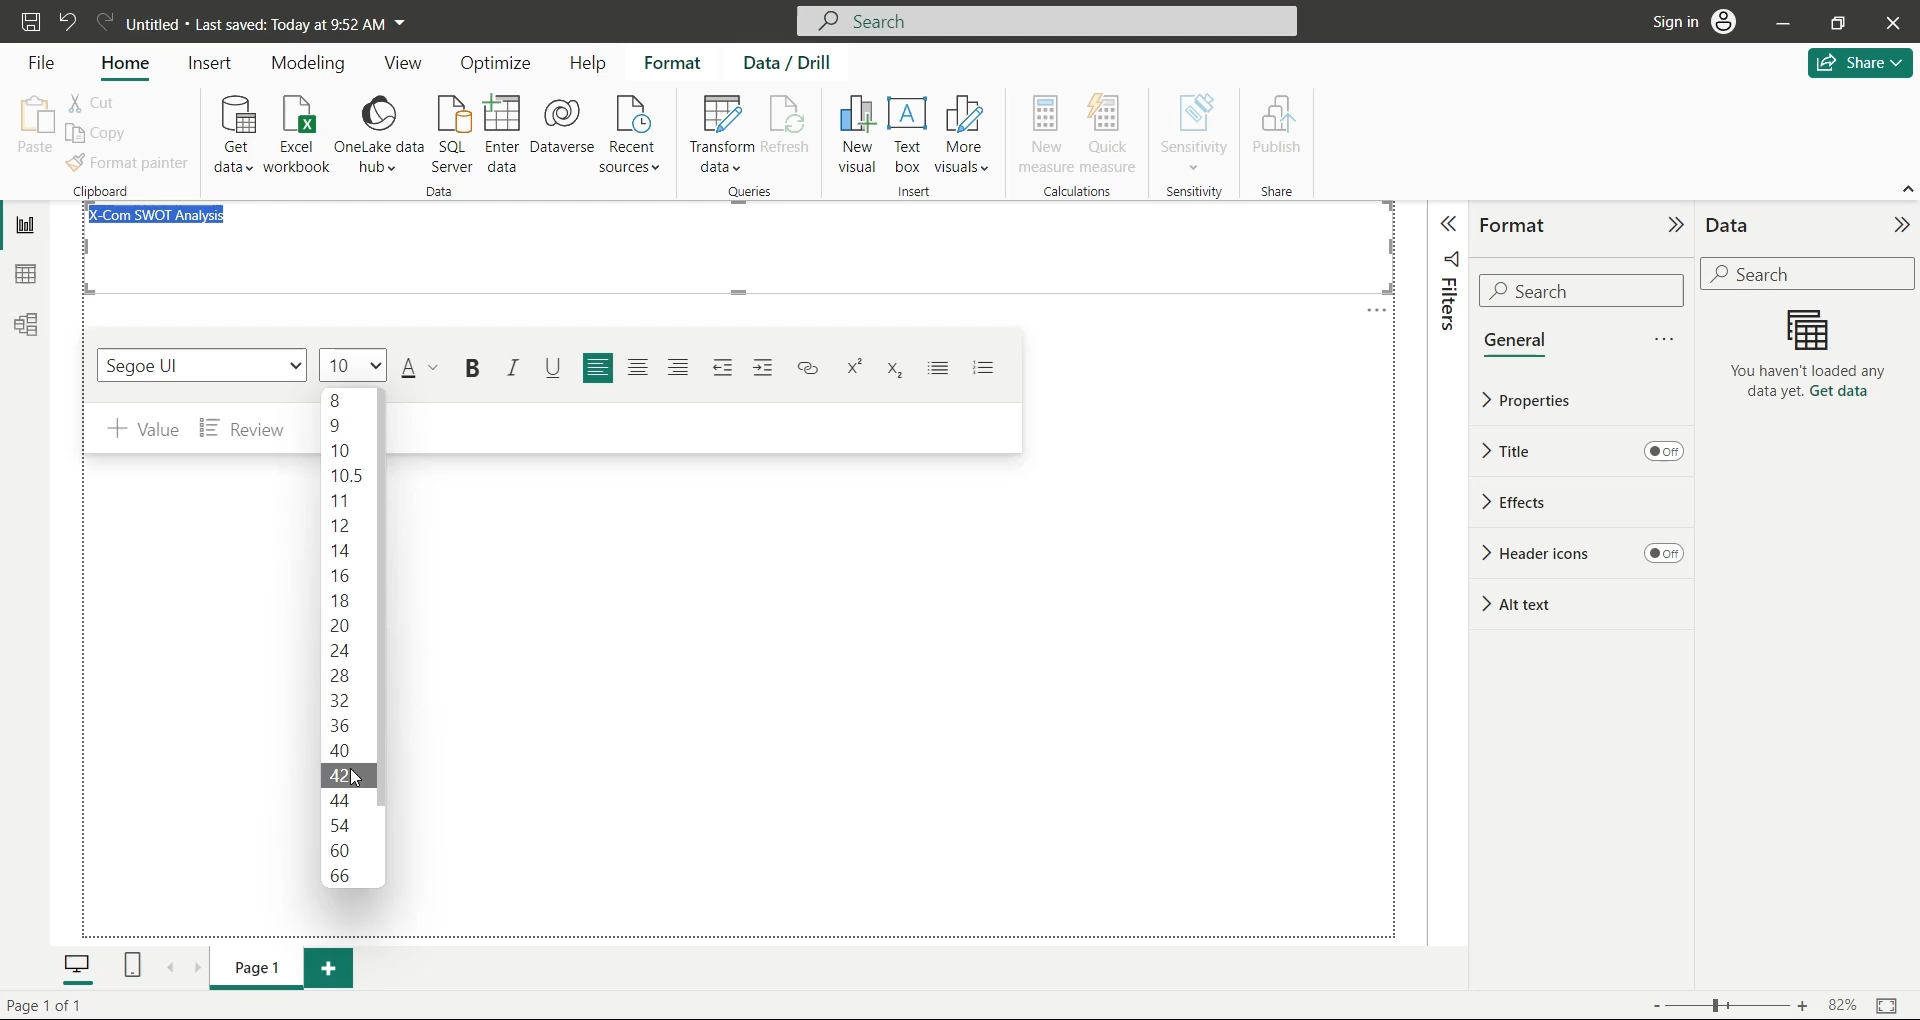 Untitled • Last saved: Today at 9:52 AM
Search
Sign in
File Home Insert Modeling View Optimize Help Format Data / Drill
Share
Paste
Cut
Copy
Format painter
Clipboard
Get data
Excel workbook
OneLake data hub
SQL Server
Enter data
Dataverse
Recent sources
Data
Transform data
Refresh
Queries
New visual
Text box
More visuals
Insert
New measure
Quick measure
Calculations
Sensitivity
Sensitivity
Publish
Share
X-Com SWOT Analysis
Segoe UI 10
A B I U
Value Review
8
9
10
10.5
11
12
14
16
18
20
24
28
32
36
40
42
44
54
60
66
Filters
Format
Search
General
Properties
Title Off
Effects
Header icons Off
Alt text
Data
Search
You haven't loaded any
data yet. Get data
Page 1
Page 1 of 1
- + 82%